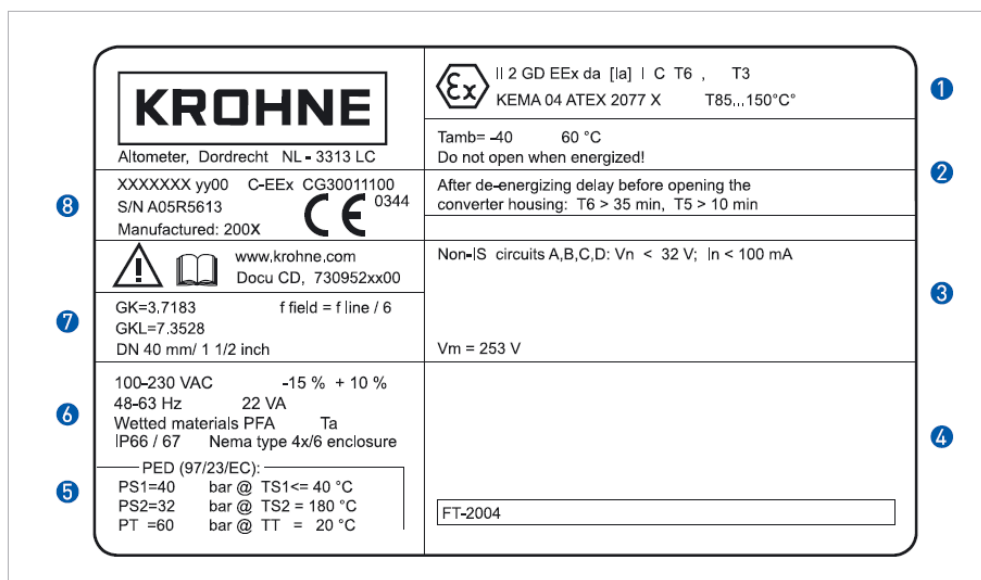 KROHNE
Altometer, Dordrecht NL - 3313 LC
XXXXXXX yy00 C-EEx CG30011100
S/N A05R5613
CE 0344
Manufactured: 200X
www.krohne.com
Docu CD, 730952xx00
GK=3.7183 f field = f line / 6
GKL=7.3528
DN 40 mm/ 1 1/2 inch
100-230 VAC -15 % + 10 %
48-63 Hz 22 VA
Wetted materials PFA Ta
IP66 / 67 Nema type 4x/6 enclosure
PED (97/23/EC):
PS1=40 bar @ TS1<= 40 °C
PS2=32 bar @ TS2 = 180 °C
PT =60 bar @ TT = 20 °C
Ex II 2 GD EEx da [Ia] I C T6 , T3
KEMA 04 ATEX 2077 X T85,,,150°C°
Tamb= -40 60 °C
Do not open when energized!
After de-energizing delay before opening the
converter housing: T6 > 35 min, T5 > 10 min
Non-IS circuits A,B,C,D: Vn < 32 V; In < 100 mA
Vm = 253 V
FT-2004
1
2
3
4
5
6
7
8